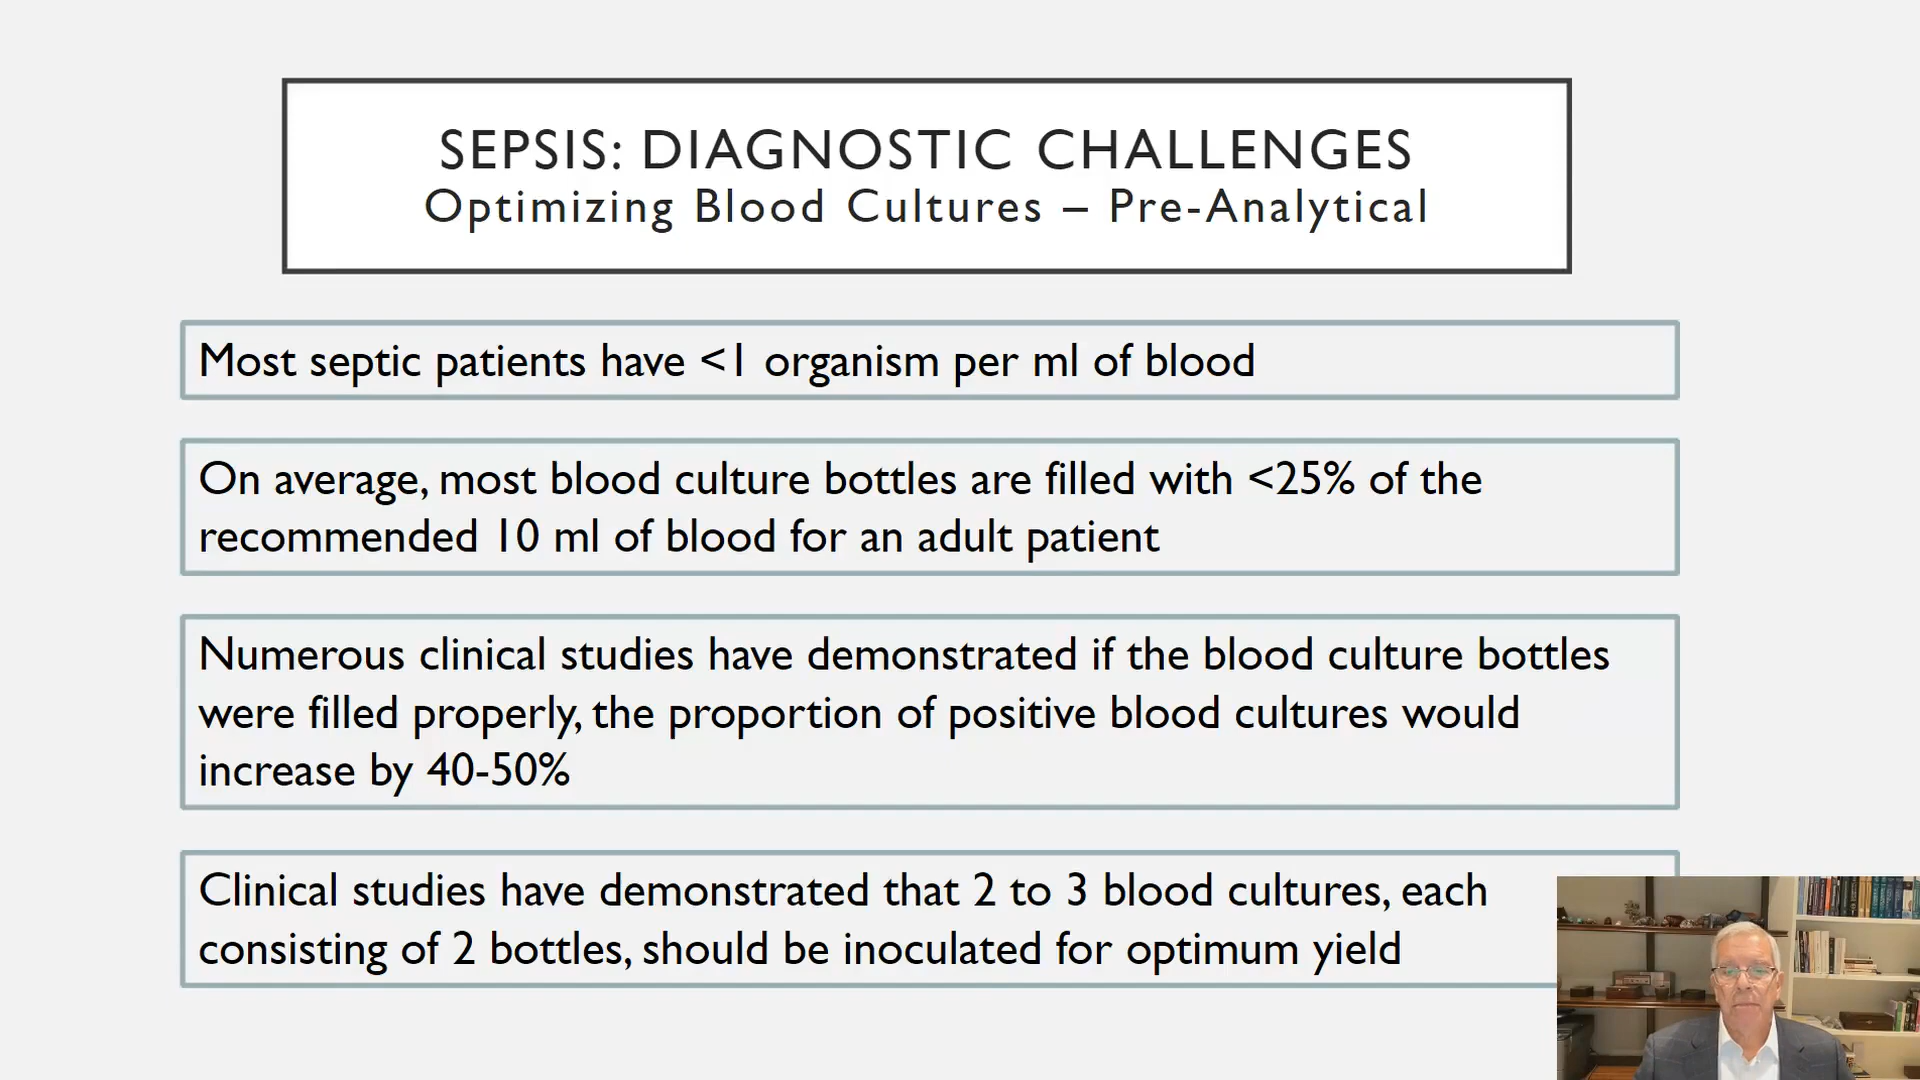 SEPSIS: DIAGNOSTIC CHALLENGES
Optimizing Blood Cultures – Pre-Analytical
Most septic patients have <1 organism per ml of blood
On average, most blood culture bottles are filled with <25% of the
recommended 10 ml of blood for an adult patient
Numerous clinical studies have demonstrated if the blood culture bottles
were filled properly, the proportion of positive blood cultures would
increase by 40-50%
Clinical studies have demonstrated that 2 to 3 blood cultures, each
consisting of 2 bottles, should be inoculated for optimum yield